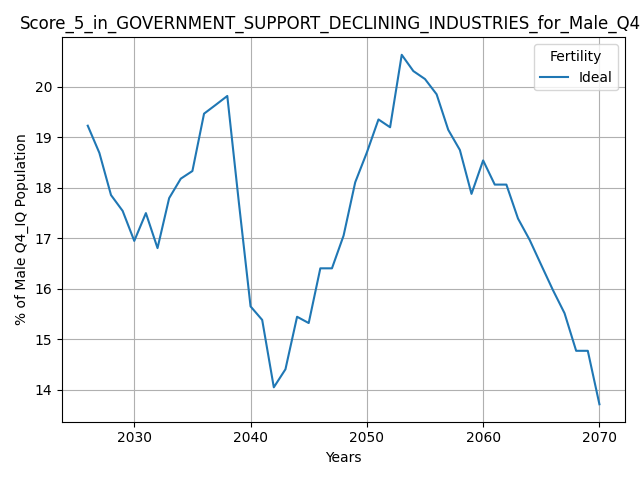 Score_5_in_GOVERNMENT_SUPPORT_DECLINING_INDUSTRIES_for_Male_Q4
Fertility
Ideal
% of Male Q4_IQ Population
20
19
18
17
16
15
14
2030
2040
2050
2060
2070
Years